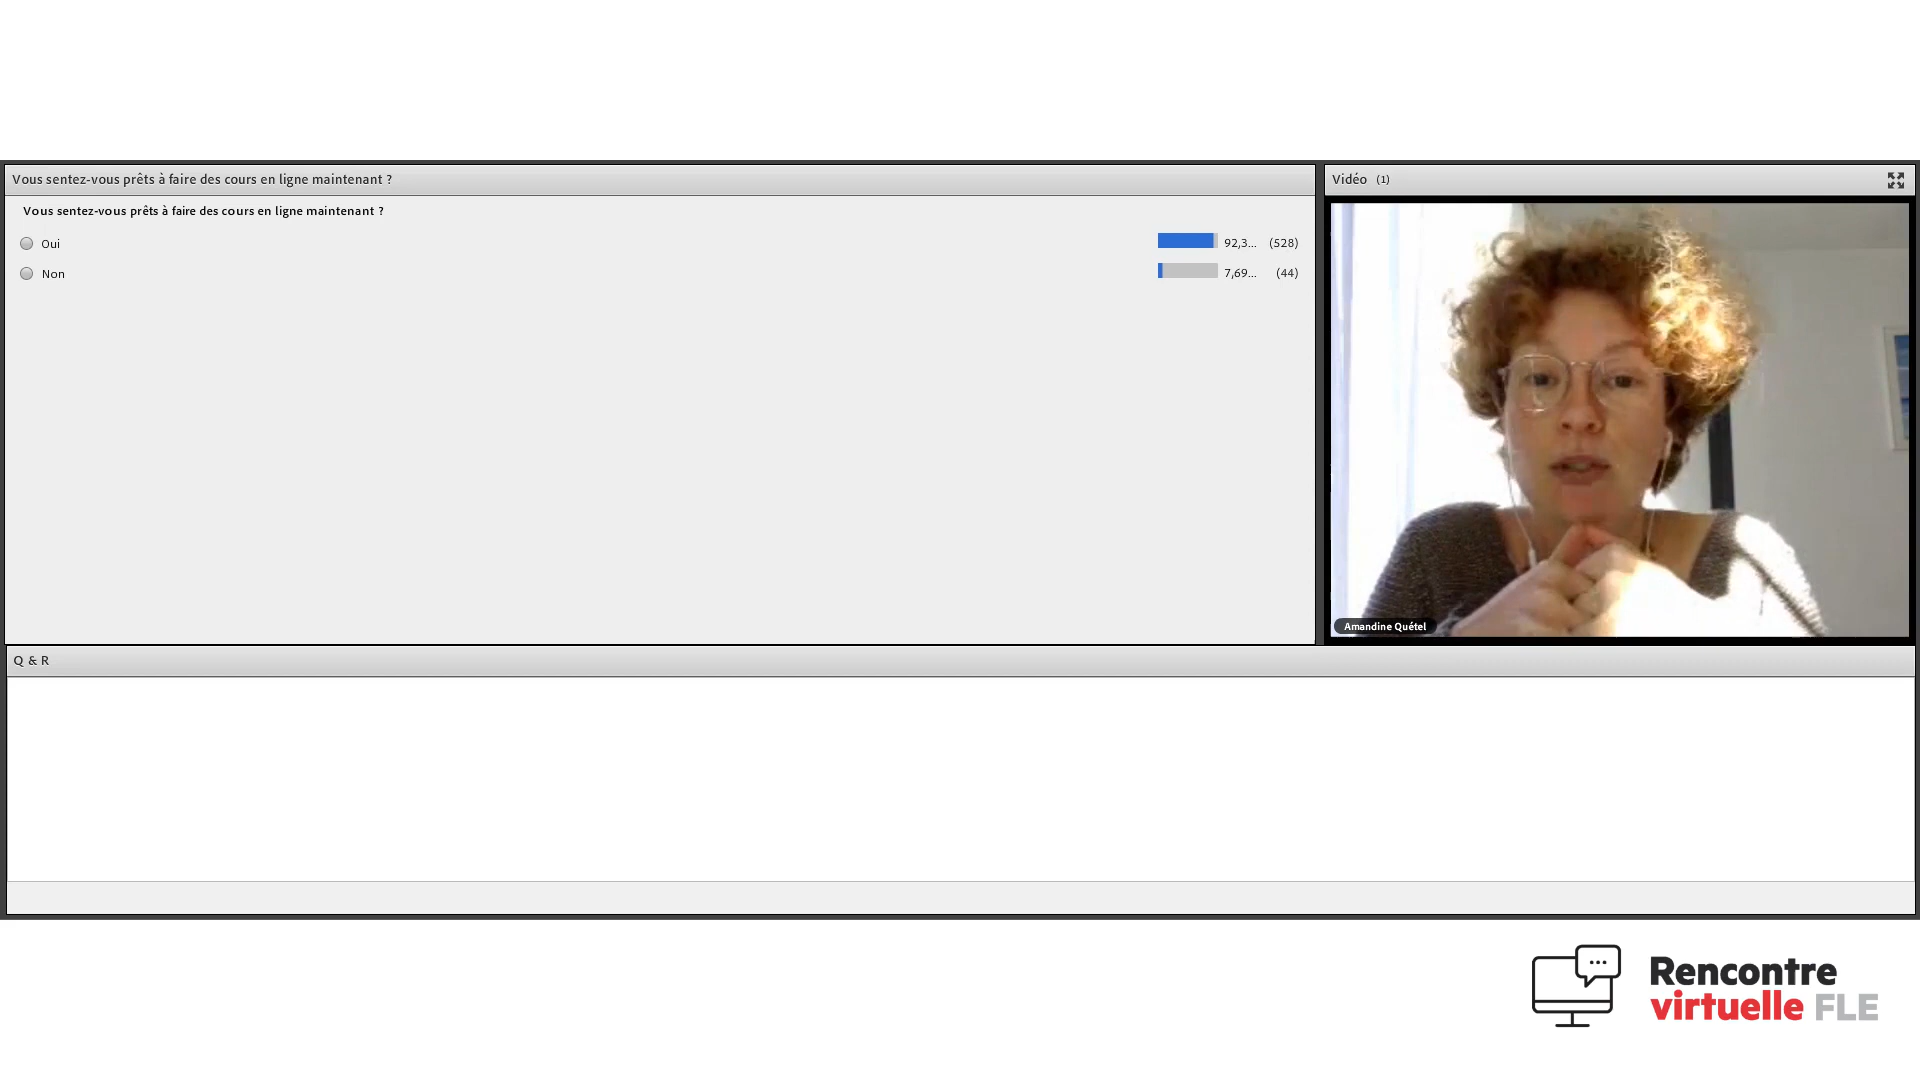 Vous sentez-vous prêts à faire des cours en ligne maintenant ?
Vidéo (1)
Vous sentez-vous prêts à faire des cours en ligne maintenant ?
Oui 92,3... (528)
Non 7,69... (44)
Amandine Quétel
Q & R
Rencontre
virtuelle FLE